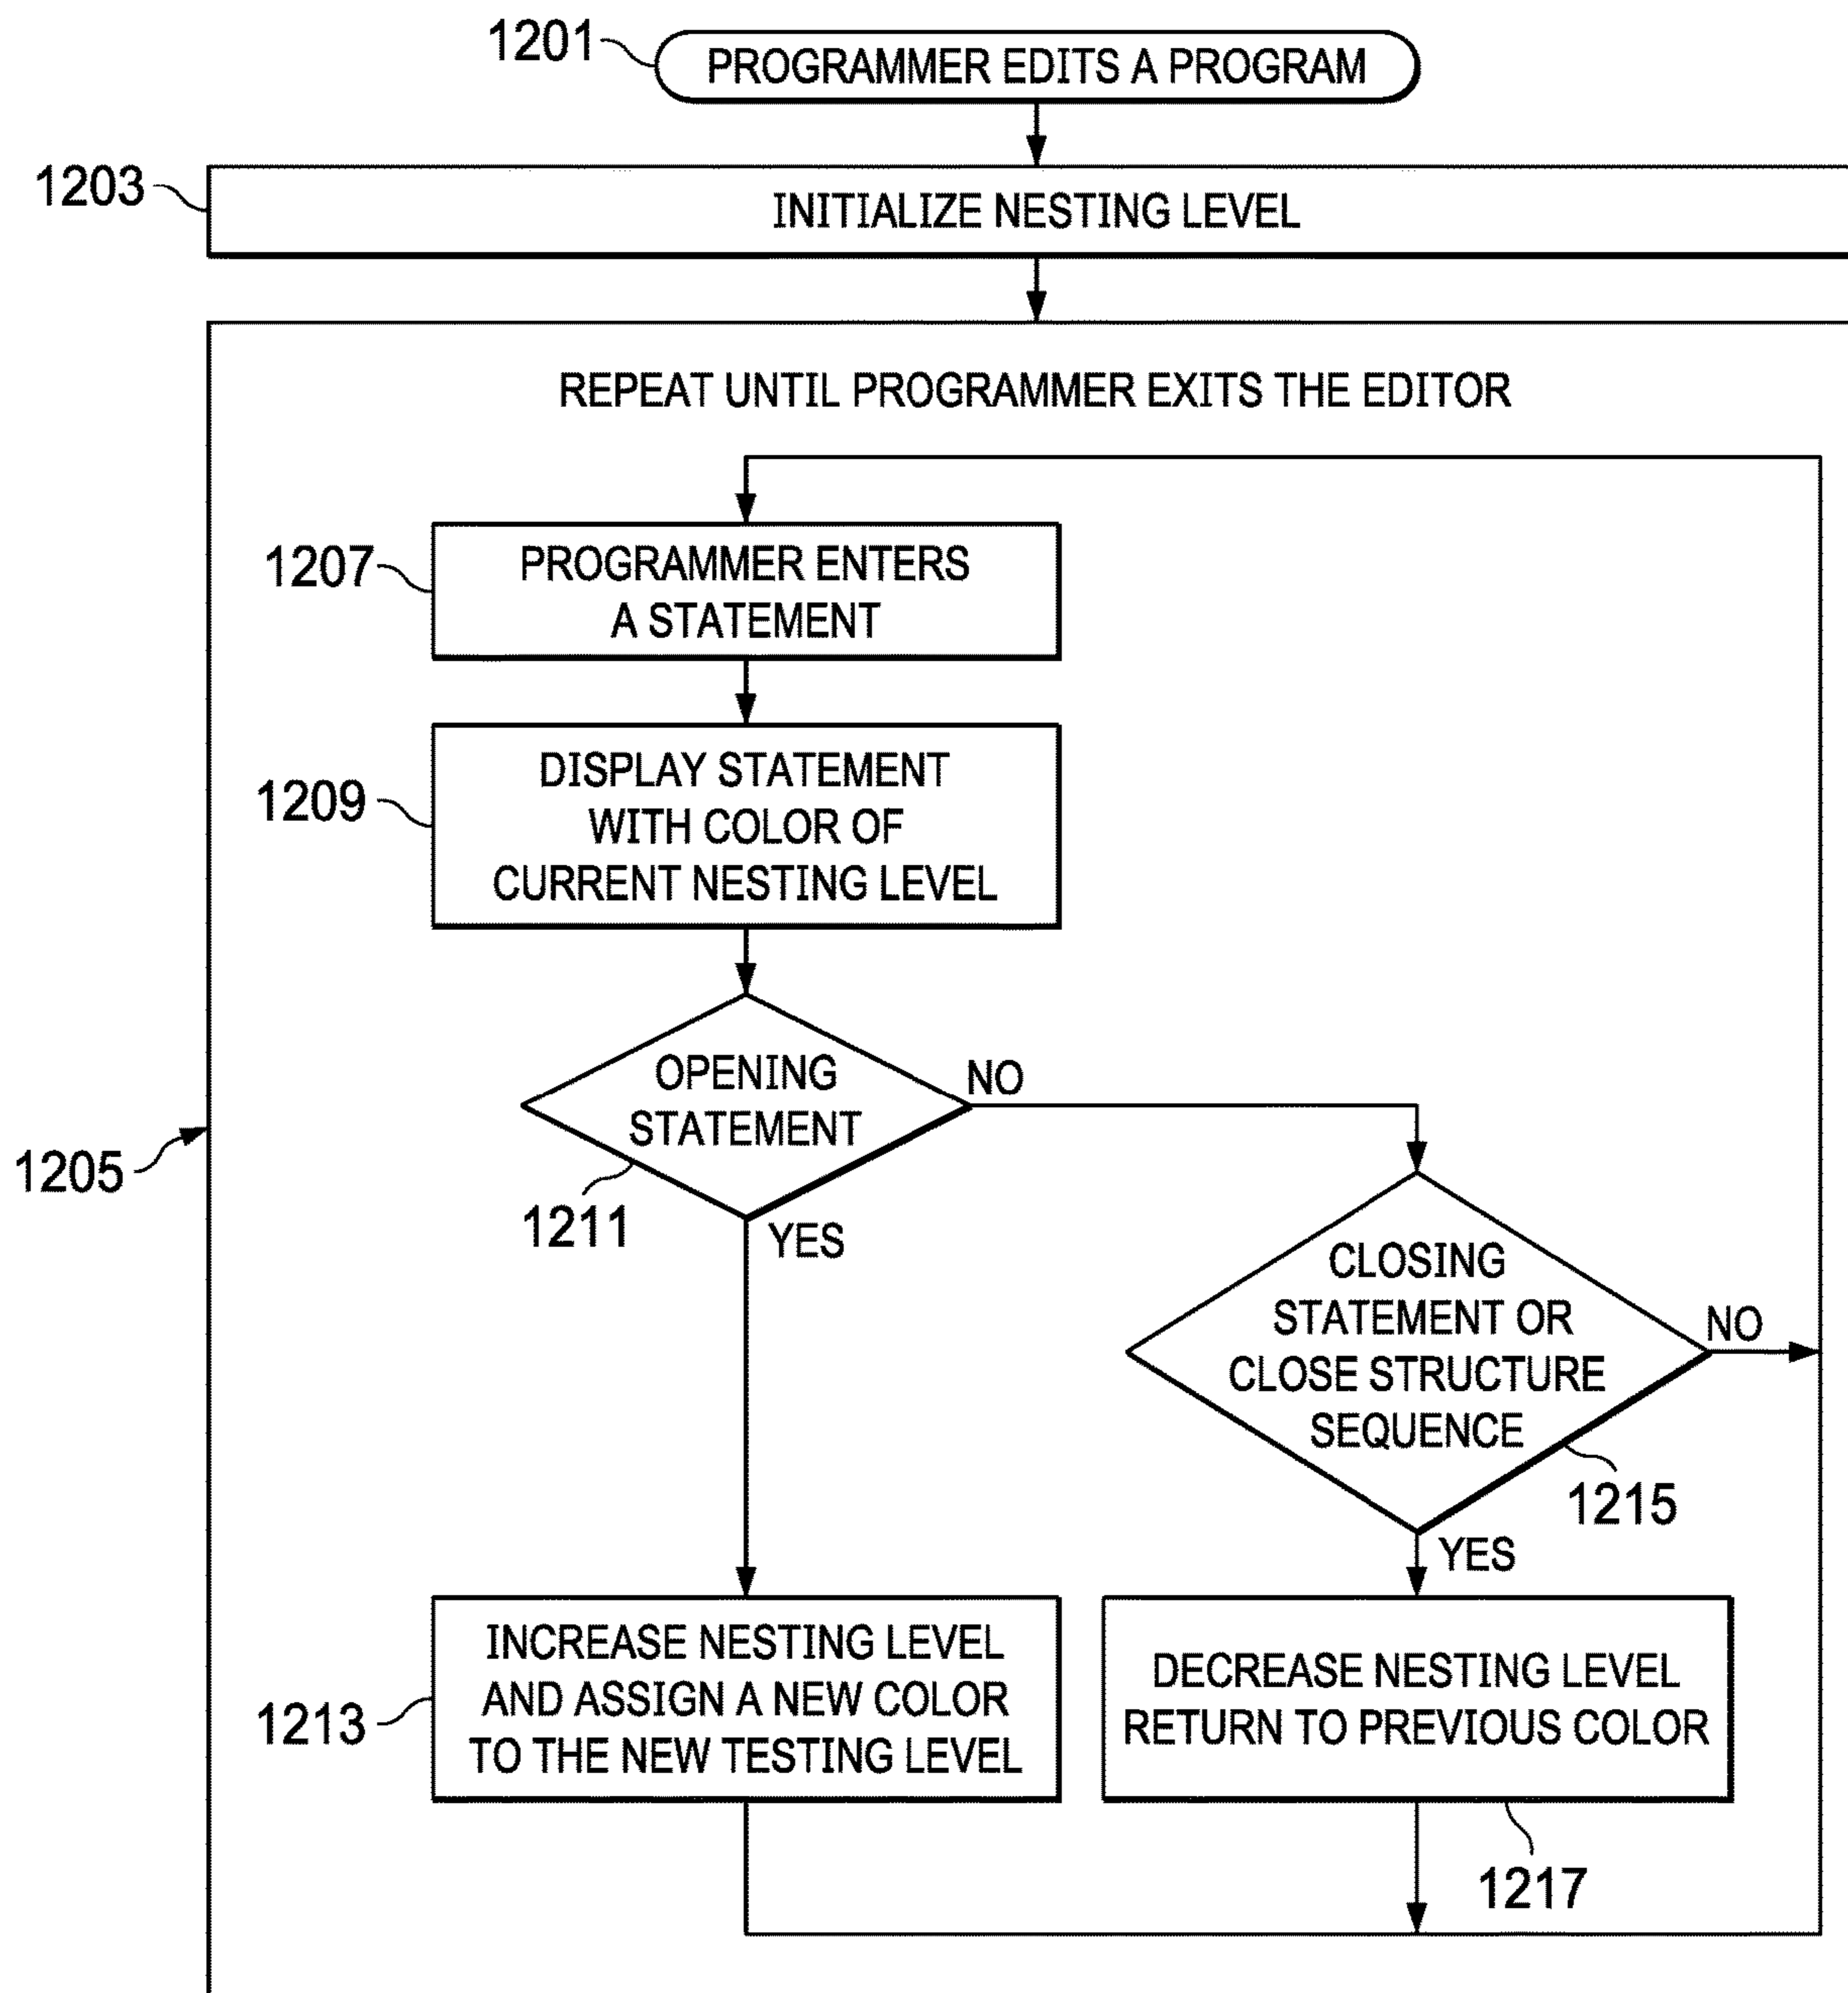 1201
PROGRAMMER EDITS A PROGRAM
1203
INITIALIZE NESTING LEVEL
REPEAT UNTIL PROGRAMMER EXITS THE EDITOR
1207
PROGRAMMER ENTERS
A STATEMENT
1209
DISPLAY STATEMENT
WITH COLOR OF
CURRENT NESTING LEVEL
OPENING
STATEMENT
NO
1205
1211
YES
CLOSING
STATEMENT OR
CLOSE STRUCTURE
SEQUENCE
NO
1215
YES
1213
INCREASE NESTING LEVEL
AND ASSIGN A NEW COLOR
TO THE NEW TESTING LEVEL
DECREASE NESTING LEVEL
RETURN TO PREVIOUS COLOR
1217